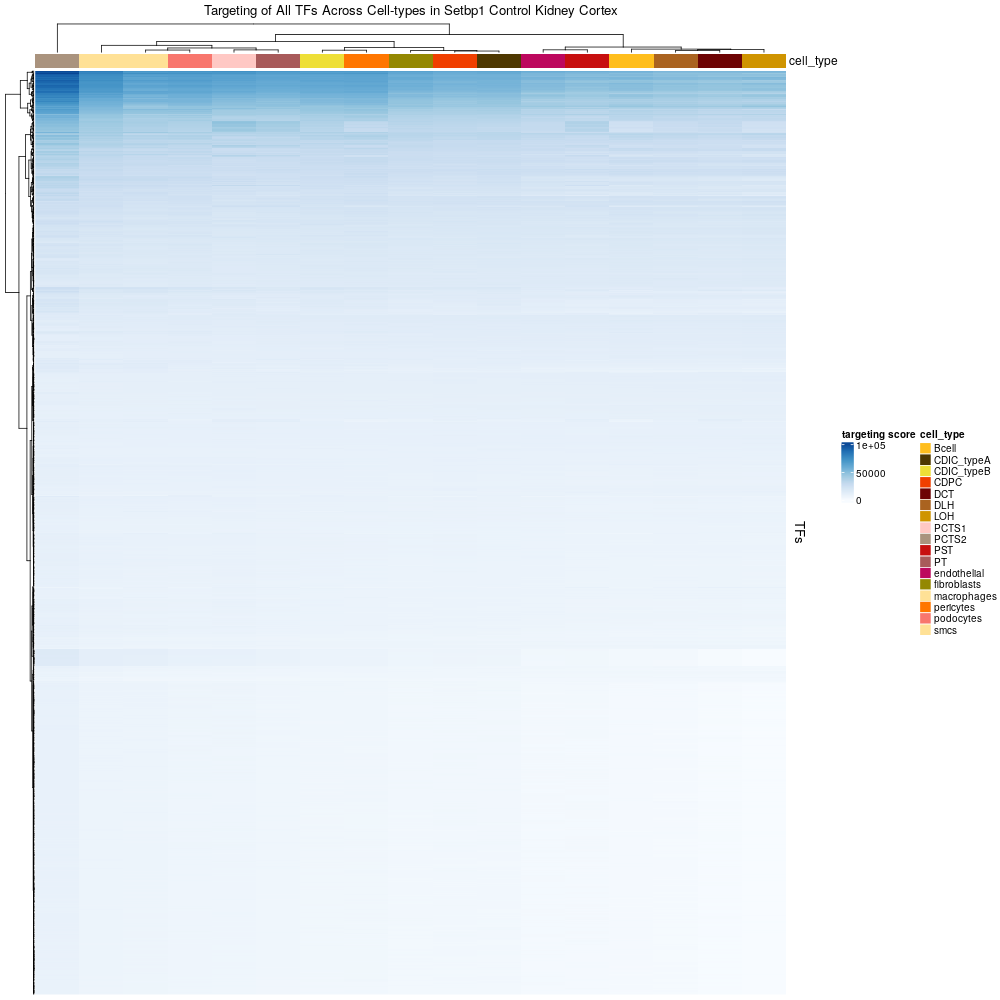 Targeting of All TFs Across Cell-types in Setbp1 Control Kidney Cortex
cell_type
TFs
targeting score
1e+05
50000
0
cell_type
Bcell
CDIC_typeA
CDIC_typeB
CDPC
DCT
DLH
LOH
PCTS1
PCTS2
PST
PT
endothelial
fibroblasts
macrophages
pericytes
podocytes
smcs